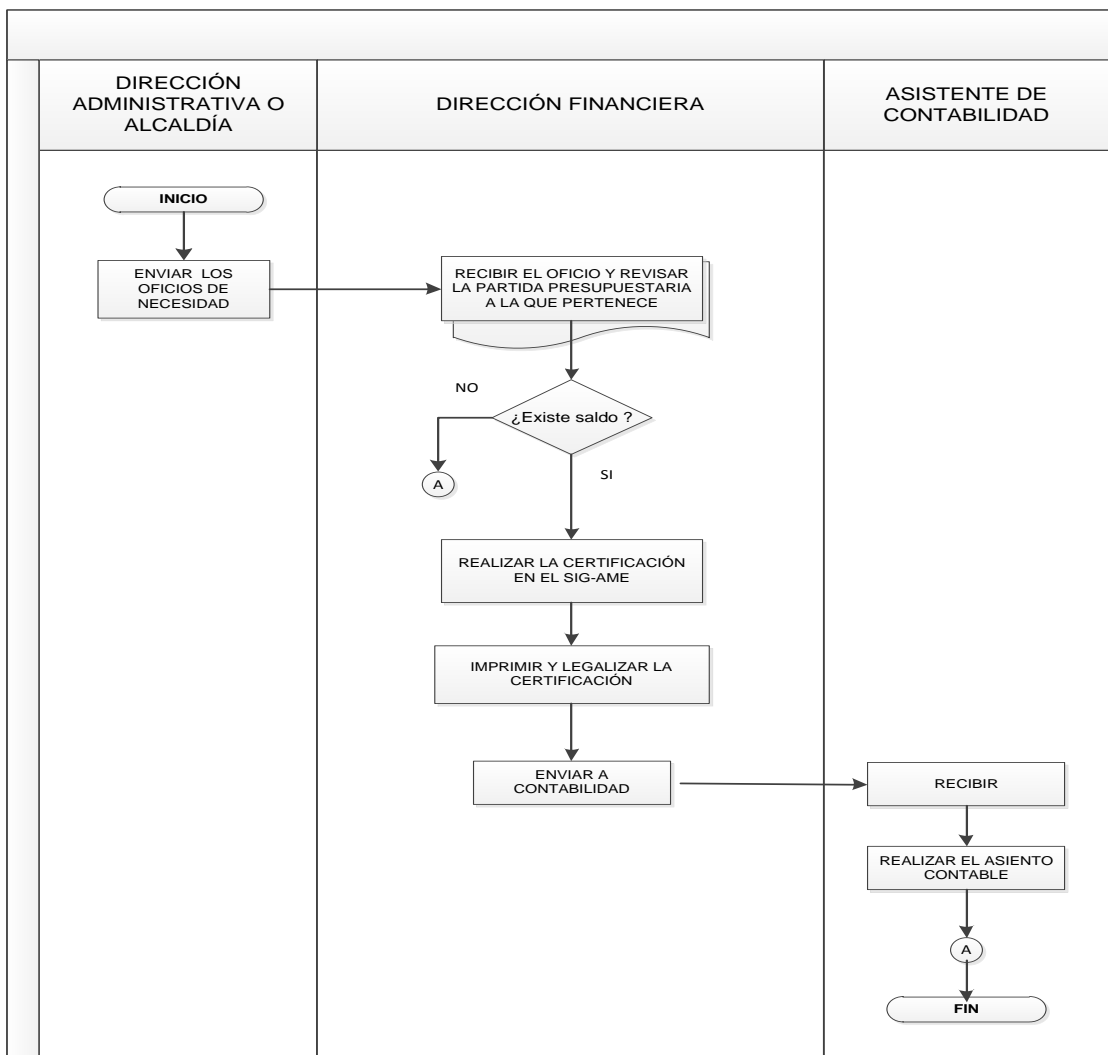 DIRECCIÓN
ADMINISTRATIVA O
ALCALDÍA
DIRECCIÓN FINANCIERA
ASISTENTE DE
CONTABILIDAD
INICIO
ENVIAR LOS
OFICIOS DE
NECESIDAD
RECIBIR EL OFICIO Y REVISAR
LA PARTIDA PRESUPUESTARIA
A LA QUE PERTENECE
NO
¿Existe saldo ?
A
SI
REALIZAR LA CERTIFICACIÓN
EN EL SIG-AME
IMPRIMIR Y LEGALIZAR LA
CERTIFICACIÓN
ENVIAR A
CONTABILIDAD
RECIBIR
REALIZAR EL ASIENTO
CONTABLE
A
FIN